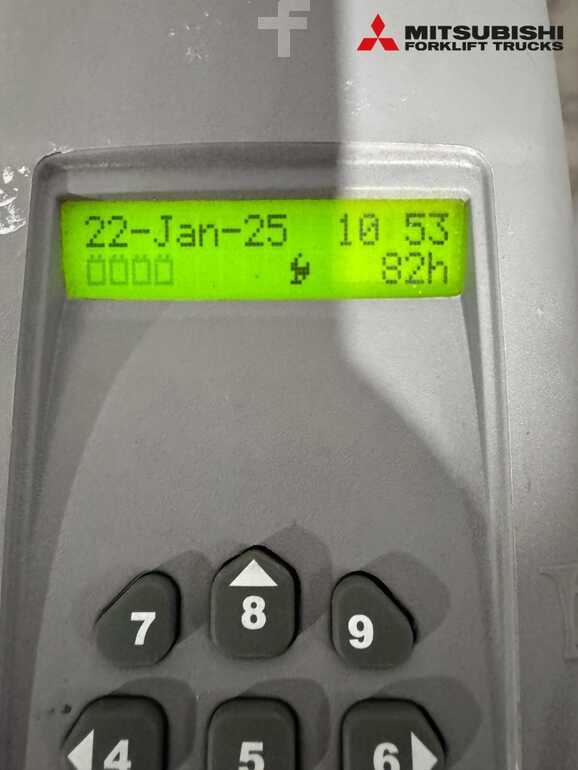 MITSUBISHI
FORKLIFT TRUCKS
22-Jan-25 10 53
82h
7 8 9
4 5 6